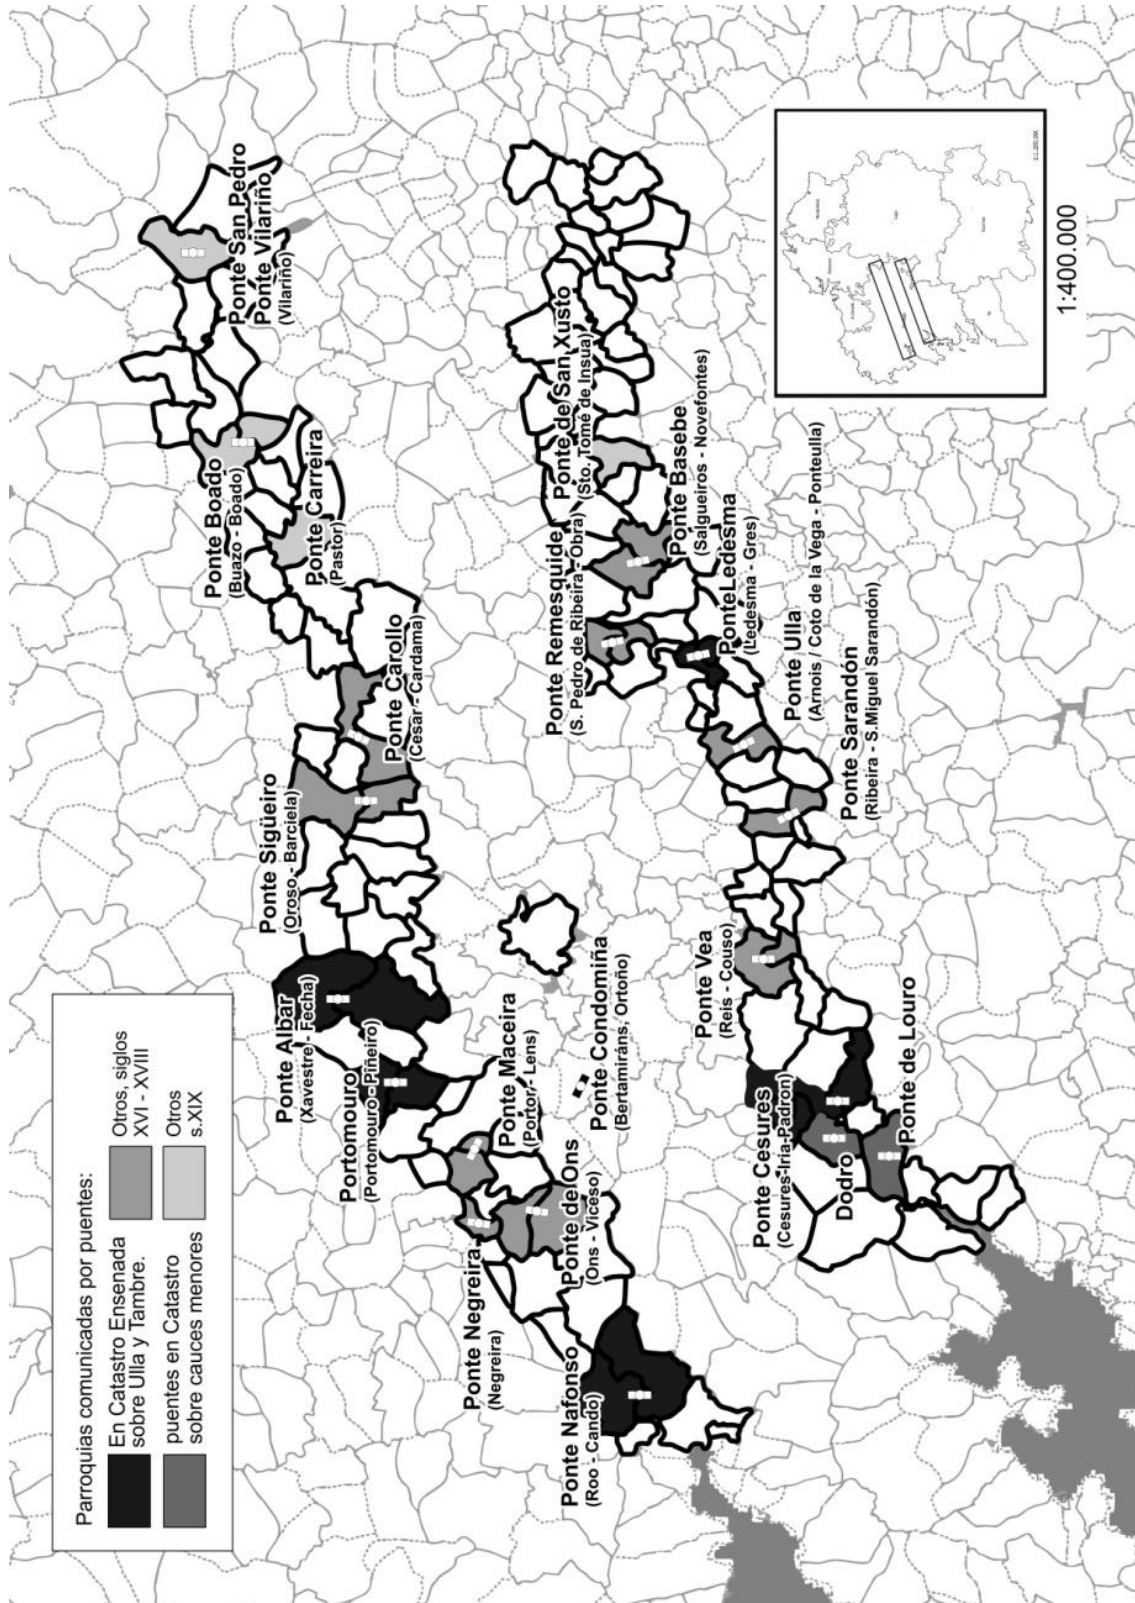 Parroquias comunicadas por puentes:
En Catastro Ensenada
sobre Ulla y Tambre.
puentes en Catastro
sobre cauces menores
Otros, siglos
XVI - XVIII
Otros
s.XIX
Ponte San Pedro
Ponte Vilariño
(Vilariño)
Ponte Boado
(Buazo - Boado)
Ponte Carreira
(Pastor)
Ponte Carollo
(Cesar - Cardama)
Ponte Sigüeiro
(Oroso - Barciela)
Ponte Albar
(Xavestre - Fecha)
Portomouro
(Portomouro - Piñeiro)
Ponte Maceira
(Portor - Lens)
Ponte Negreira
(Negreira)
Ponte de Ons
(Ons - Viceso)
Ponte Nafonso
(Roo - Cando)
Ponte Condomiña
(Bertamiráns, Ortoño)
Ponte de San Xusto
(Sto. Tomé de Insua)
Ponte Remesquide
(S. Pedro de Ribeira - Obra)
Ponte Basebe
(Salgueiros - Novefontes)
PonteLedesma
(Ledesma - Gres)
Ponte Ulla
(Arnois / Coto de la Vega - Ponteulla)
Ponte Sarandón
(Ribeira - S.Miguel Sarandón)
Ponte Vea
(Reis - Couso)
Ponte Cesures
(Cesures-Iria-Padron)
Dodro
Ponte de Louro
1:400.000